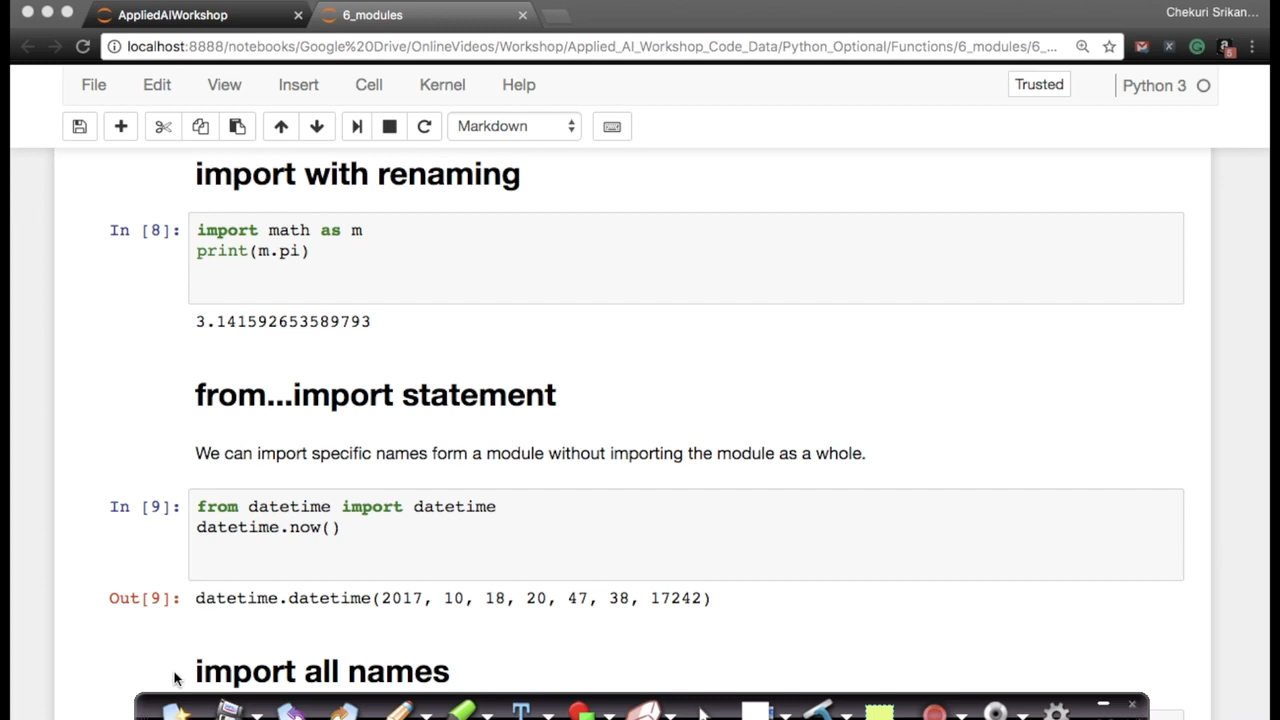 AppliedAIWorkshop
6_modules
Chekuri Srikan...
localhost:8888/notebooks/Google%20Drive/OnlineVideos/Workshop/Applied_AI_Workshop_Code_Data/Python_Optional/Functions/6_modules/6_...
File Edit View Insert Cell Kernel Help Trusted Python 3
Markdown
import with renaming
In [8]: import math as m
print(m.pi)
3.141592653589793
from...import statement
We can import specific names form a module without importing the module as a whole.
In [9]: from datetime import datetime
datetime.now()
Out[9]: datetime.datetime(2017, 10, 18, 20, 47, 38, 17242)
import all names